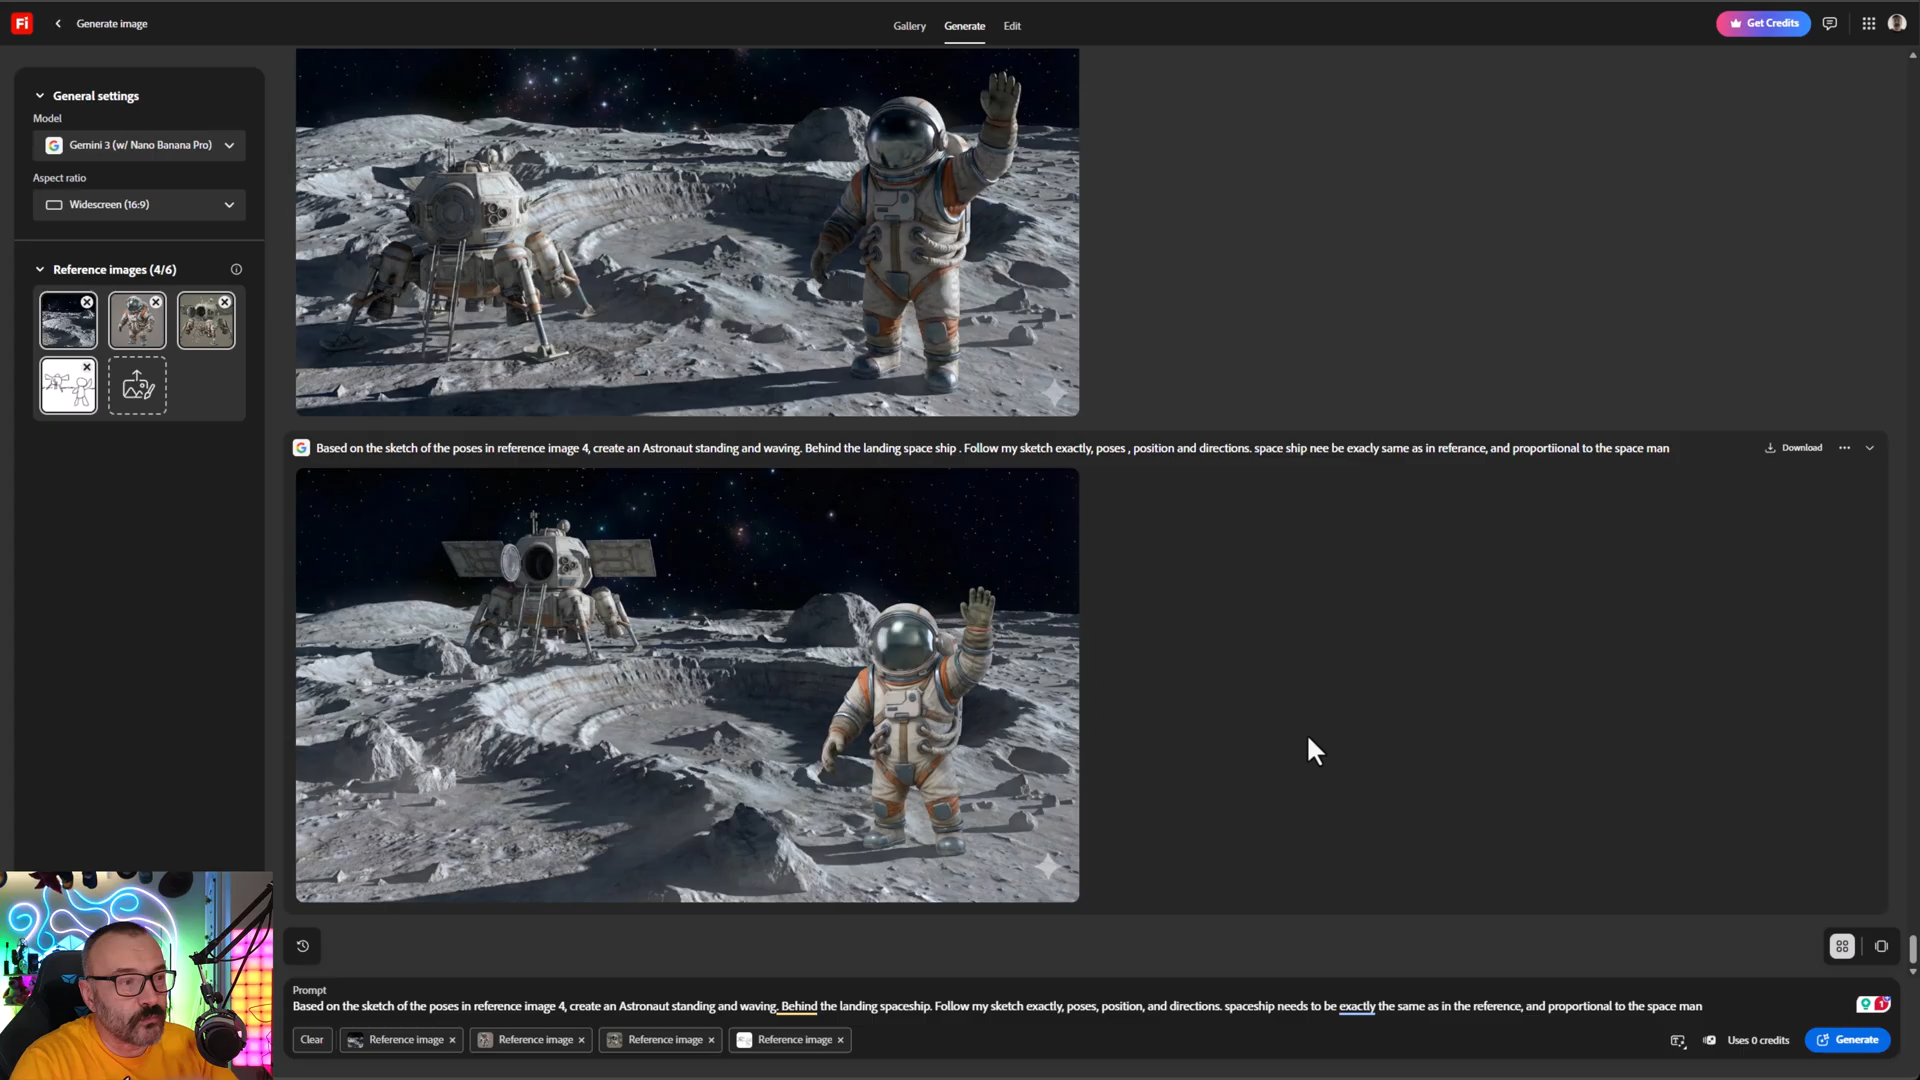 Fi
Generate image
Gallery
Generate
Edit
Get Credits
General settings
Model
G Gemini 3 (w/ Nano Banana Pro)
Aspect ratio
Widescreen (16:9)
Reference images (4/6)
G Based on the sketch of the poses in reference image 4, create an Astronaut standing and waving. Behind the landing space ship . Follow my sketch exactly, poses , position and directions. space ship nee be exacly same as in referance, and proportiional to the space man
Download
Prompt
Based on the sketch of the poses in reference image 4, create an Astronaut standing and waving. Behind the landing spaceship. Follow my sketch exactly, poses, position, and directions. spaceship needs to be exactly the same as in the reference, and proportional to the space man
1
Clear
Reference image
Reference image
Reference image
Reference image
Uses 0 credits
Generate